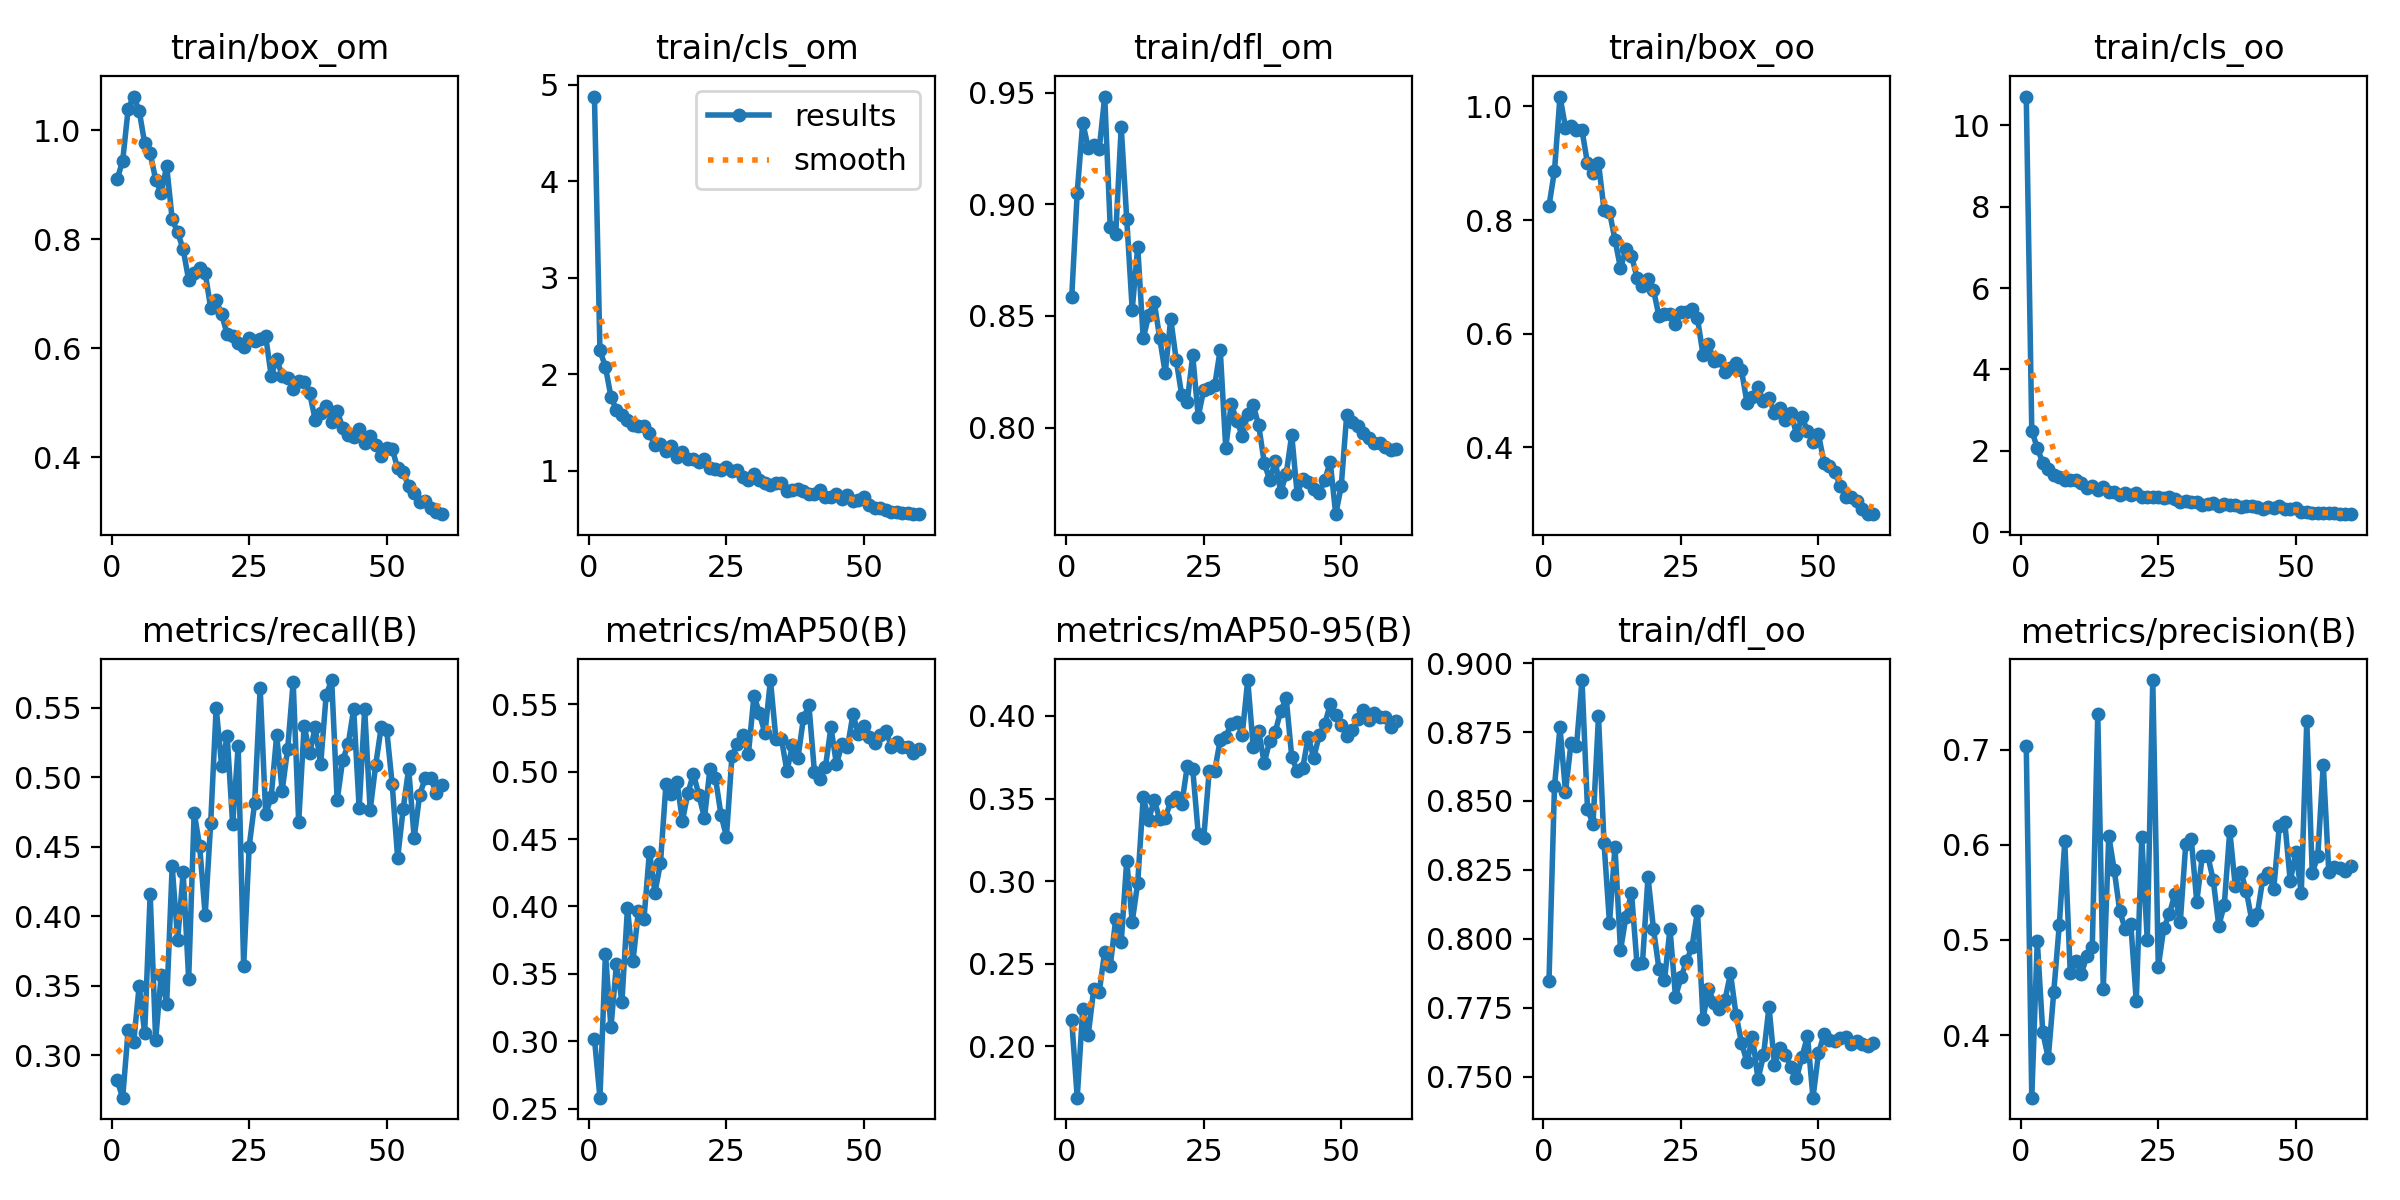 train/box_om
1.0
0.8
0.6
0.4
0 25 50
train/cls_om
results
smooth
5
4
3
2
1
0 25 50
train/dfl_om
0.95
0.90
0.85
0.80
0 25 50
train/box_oo
1.0
0.8
0.6
0.4
0 25 50
train/cls_oo
10
8
6
4
2
0
0 25 50
metrics/recall(B)
0.55
0.50
0.45
0.40
0.35
0.30
0 25 50
metrics/mAP50(B)
0.55
0.50
0.45
0.40
0.35
0.30
0.25
0 25 50
metrics/mAP50-95(B)
0.40
0.35
0.30
0.25
0.20
0 25 50
train/dfl_oo
0.900
0.875
0.850
0.825
0.800
0.775
0.750
0 25 50
metrics/precision(B)
0.7
0.6
0.5
0.4
0 25 50